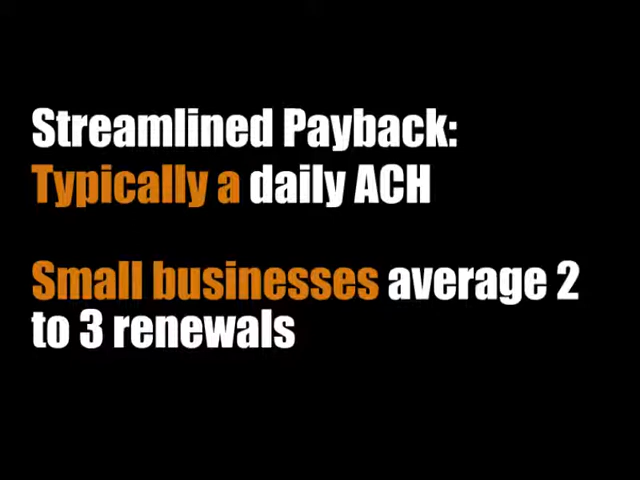 Streamlined Payback:
Typically a daily ACH
Small businesses average 2
to 3 renewals